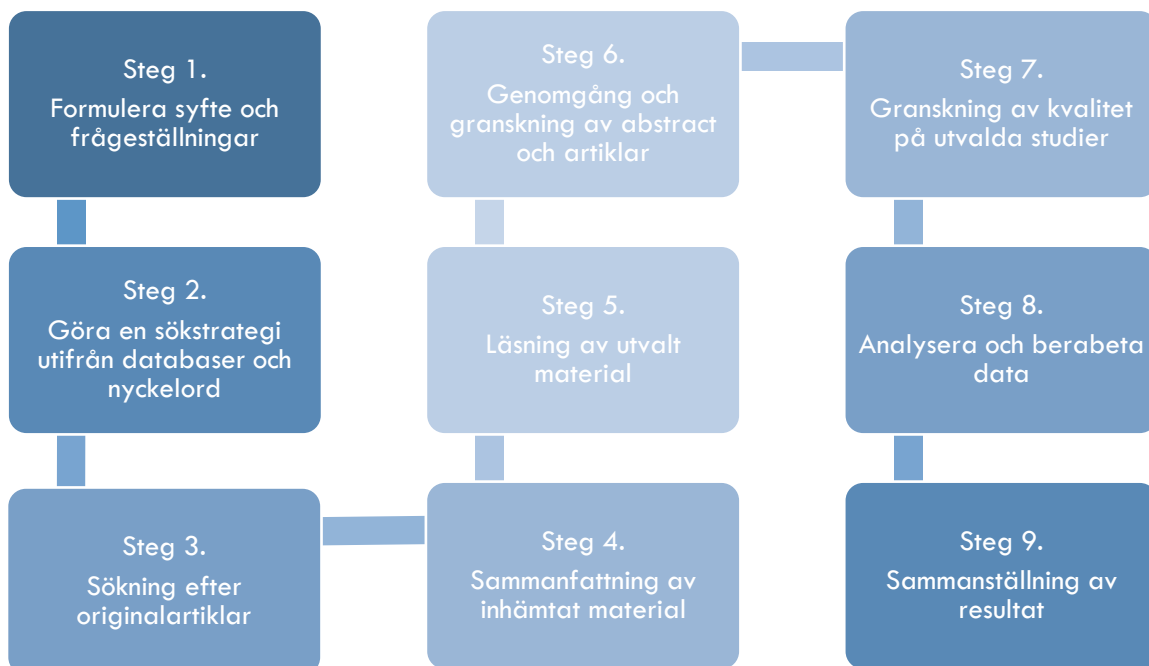 Steg 1.
Formulera syfte och
frågeställningar
Steg 2.
Göra en sökstrategi
utifrån databaser och
nyckelord
Steg 3.
Sökning efter
originalartiklar
Steg 4.
Sammanfattning av
inhämtat material
Steg 5.
Läsning av utvalt
material
Steg 6.
Genomgång och
granskning av abstract
och artiklar
Steg 7.
Granskning av kvalitet
på utvalda studier
Steg 8.
Analysera och berabeta
data
Steg 9.
Sammanställning av
resultat